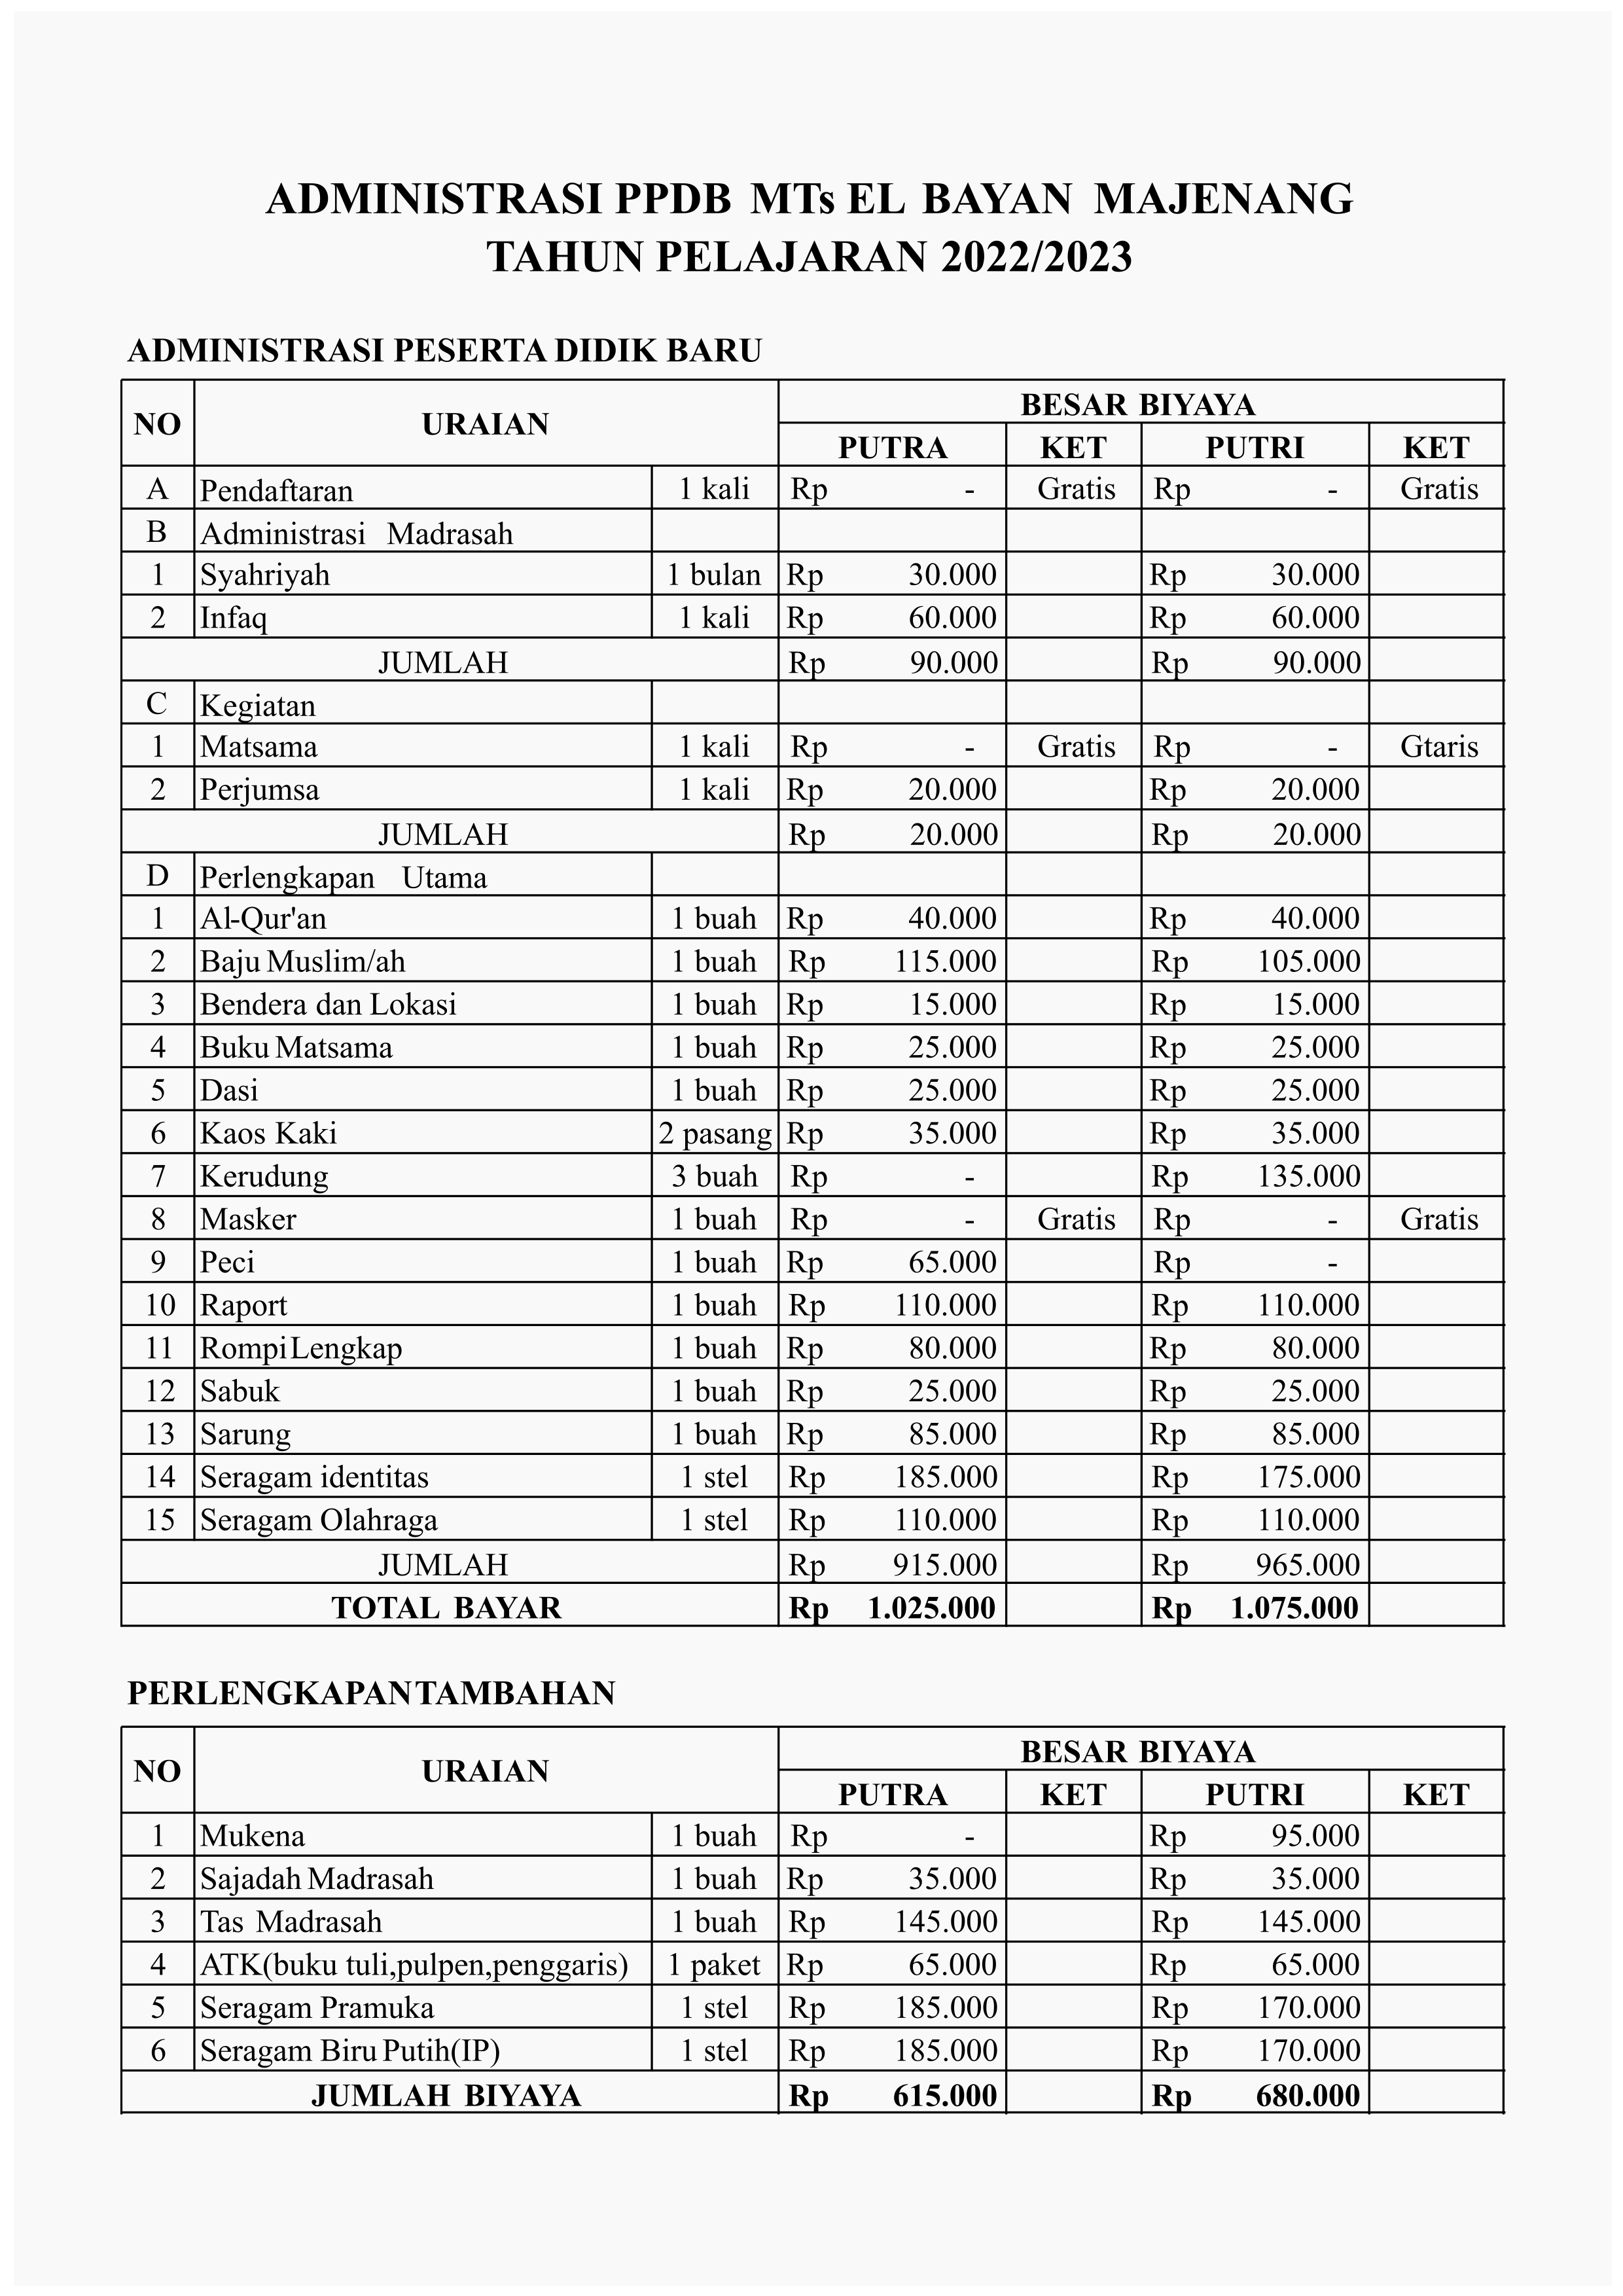 ADMINISTRASI PPDB MTs EL BAYAN MAJENANG
TAHUN PELAJARAN 2022/2023
ADMINISTRASI PESERTA DIDIK BARU
NO URAIAN BESAR BIYAYA
PUTRA KET PUTRI KET
A Pendaftaran 1 kali Rp - Gratis Rp - Gratis
B Administrasi Madrasah
1 Syahriyah 1 bulan Rp 30.000 Rp 30.000
2 Infaq 1 kali Rp 60.000 Rp 60.000
JUMLAH Rp 90.000 Rp 90.000
C Kegiatan
1 Matsama 1 kali Rp - Gratis Rp - Gtaris
2 Perjumsa 1 kali Rp 20.000 Rp 20.000
JUMLAH Rp 20.000 Rp 20.000
D Perlengkapan Utama
1 Al-Qur'an 1 buah Rp 40.000 Rp 40.000
2 Baju Muslim/ah 1 buah Rp 115.000 Rp 105.000
3 Bendera dan Lokasi 1 buah Rp 15.000 Rp 15.000
4 Buku Matsama 1 buah Rp 25.000 Rp 25.000
5 Dasi 1 buah Rp 25.000 Rp 25.000
6 Kaos Kaki 2 pasang Rp 35.000 Rp 35.000
7 Kerudung 3 buah Rp - Rp 135.000
8 Masker 1 buah Rp - Gratis Rp - Gratis
9 Peci 1 buah Rp 65.000 Rp -
10 Raport 1 buah Rp 110.000 Rp 110.000
11 Rompi Lengkap 1 buah Rp 80.000 Rp 80.000
12 Sabuk 1 buah Rp 25.000 Rp 25.000
13 Sarung 1 buah Rp 85.000 Rp 85.000
14 Seragam identitas 1 stel Rp 185.000 Rp 175.000
15 Seragam Olahraga 1 stel Rp 110.000 Rp 110.000
JUMLAH Rp 915.000 Rp 965.000
TOTAL BAYAR Rp 1.025.000 Rp 1.075.000
PERLENGKAPAN TAMBAHAN
NO URAIAN BESAR BIYAYA
PUTRA KET PUTRI KET
1 Mukena 1 buah Rp - Rp 95.000
2 Sajadah Madrasah 1 buah Rp 35.000 Rp 35.000
3 Tas Madrasah 1 buah Rp 145.000 Rp 145.000
4 ATK(buku tuli,pulpen,penggaris) 1 paket Rp 65.000 Rp 65.000
5 Seragam Pramuka 1 stel Rp 185.000 Rp 170.000
6 Seragam Biru Putih(IP) 1 stel Rp 185.000 Rp 170.000
JUMLAH BIYAYA Rp 615.000 Rp 680.000